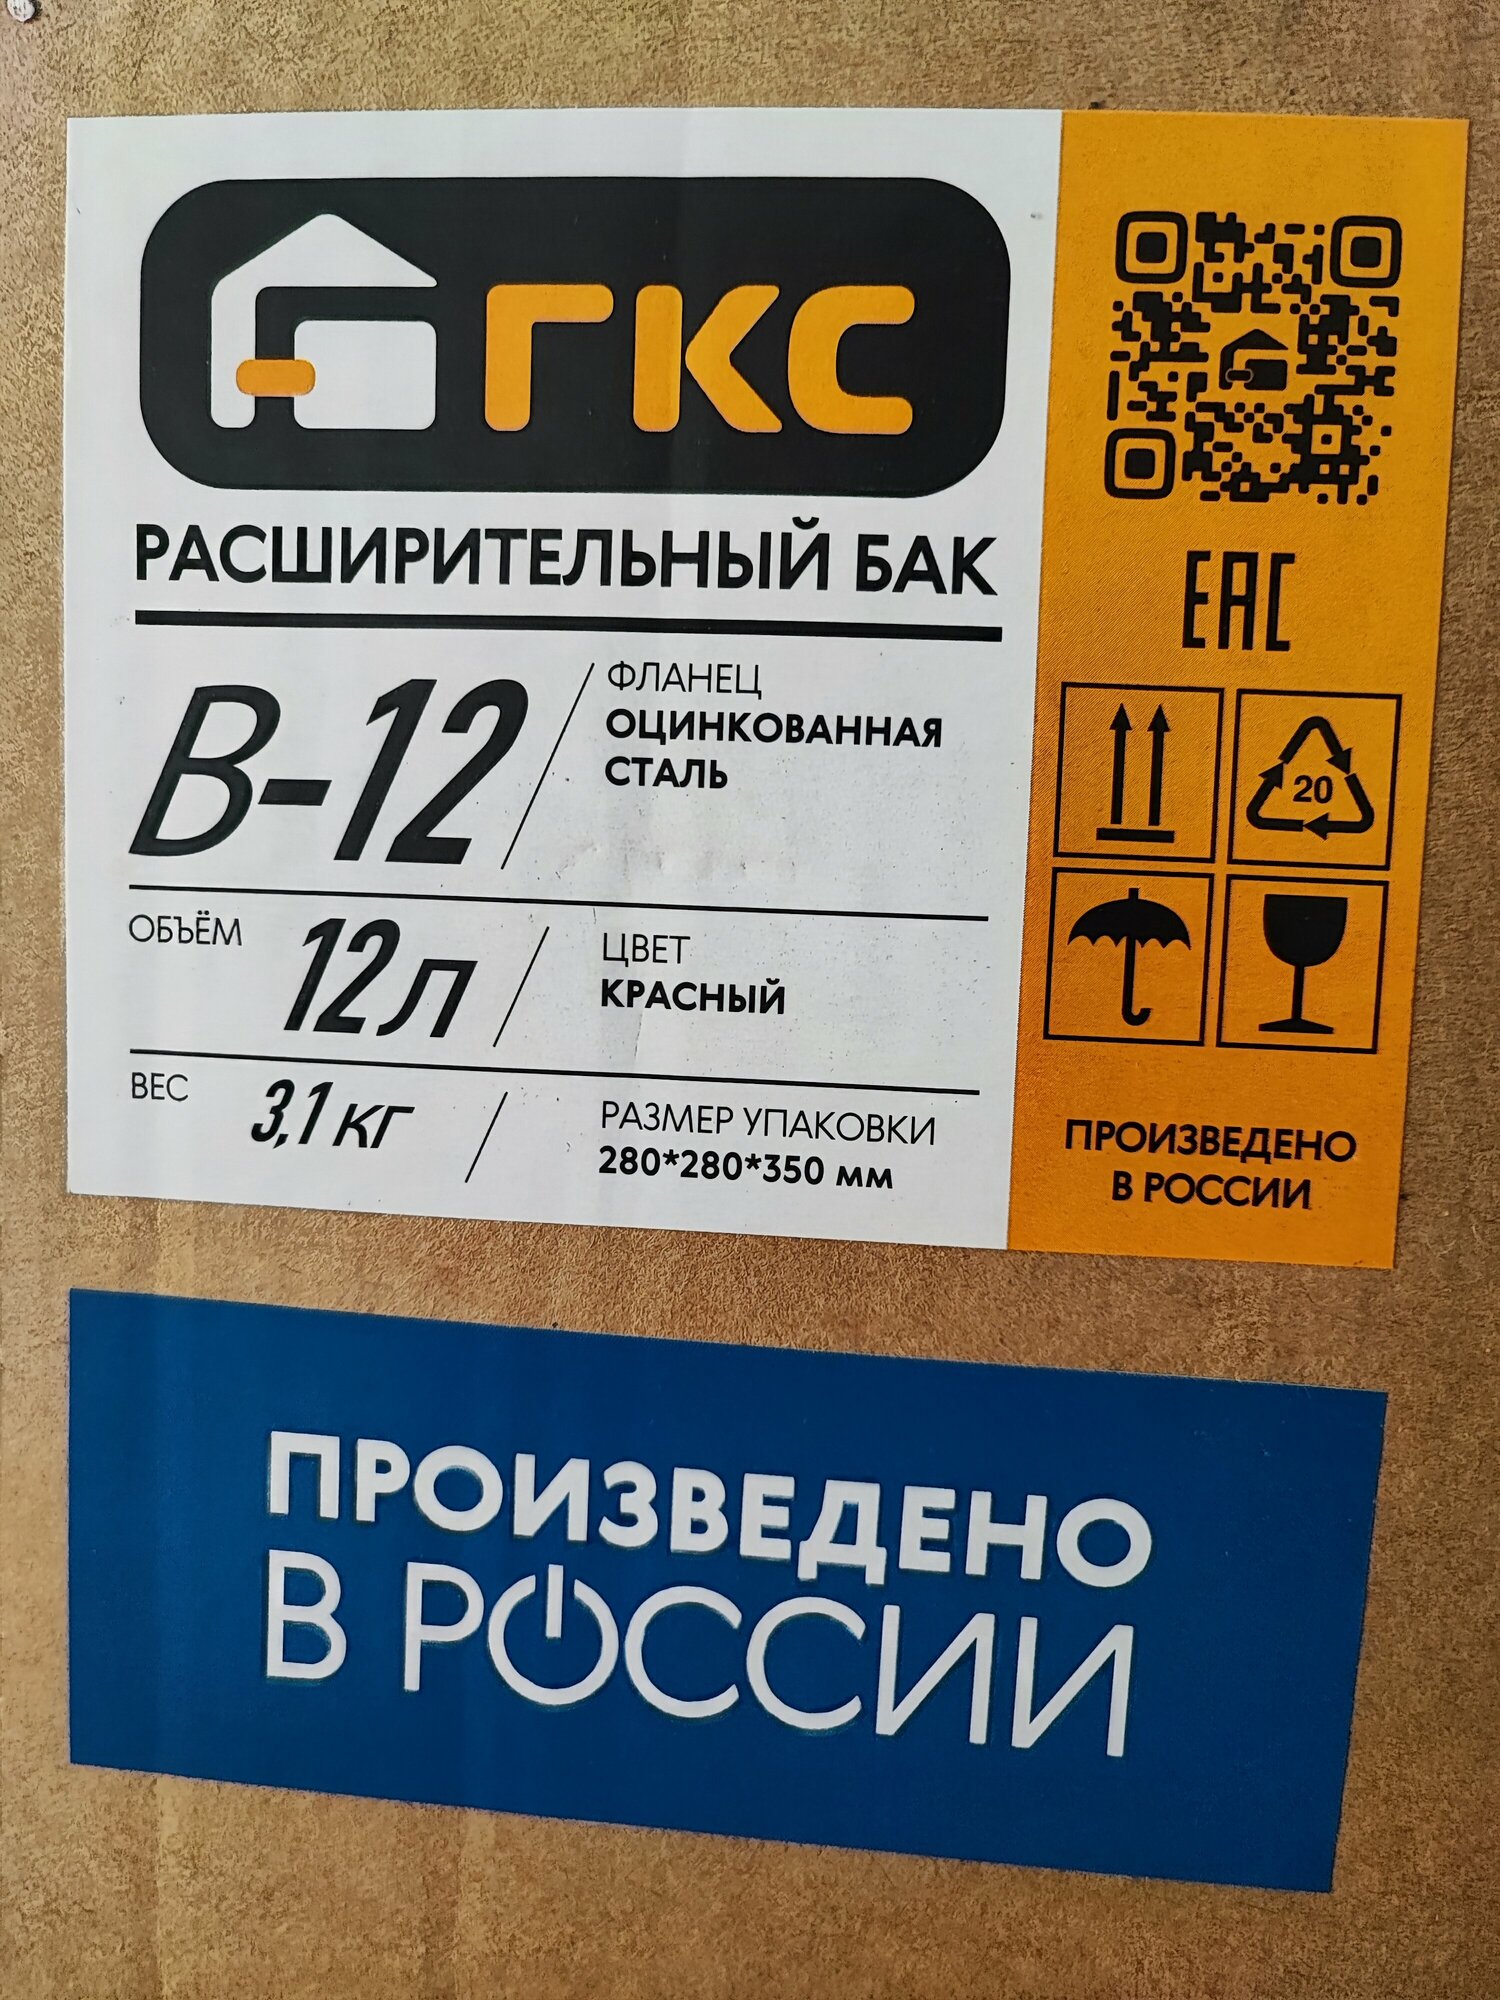 ГКС
РАСШИРИТЕЛЬНЫЙ БАК
В-12
ФЛАНЕЦ
ОЦИНКОВАННАЯ
СТАЛЬ
ОБЪЁМ 12л
ЦВЕТ
КРАСНЫЙ
ВЕС 3,1 кг
РАЗМЕР УПАКОВКИ
280*280*350 мм
ЕАС
20
ПРОИЗВЕДЕНО
В РОССИИ
ПРОИЗВЕДЕНО
В РОССИИ